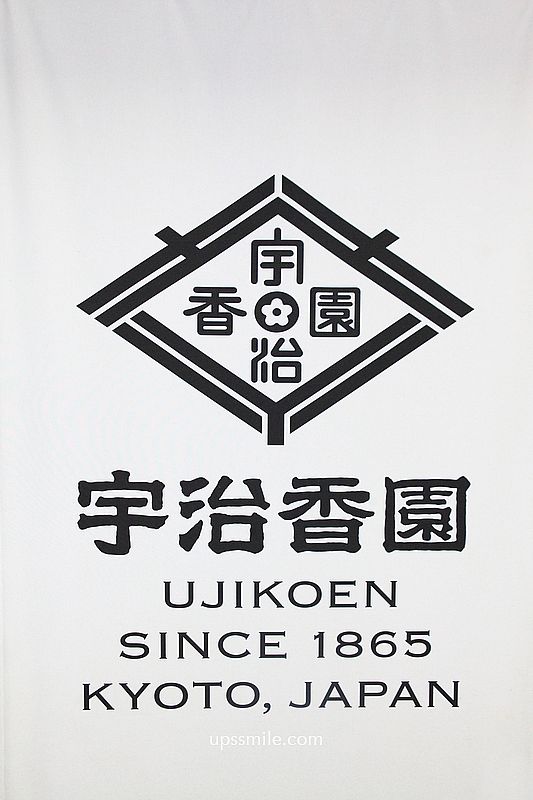 宇
香 園
治
宇治香園
UJIKOEN
SINCE 1865
KYOTO, JAPAN
upssmile.com